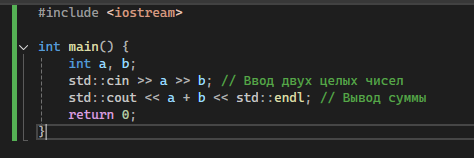 #include <iostream>
int main() {
int a, b;
std::cin >> a >> b; // Ввод двух целых чисел
std::cout << a + b << std::endl; // Вывод суммы
return 0;
}